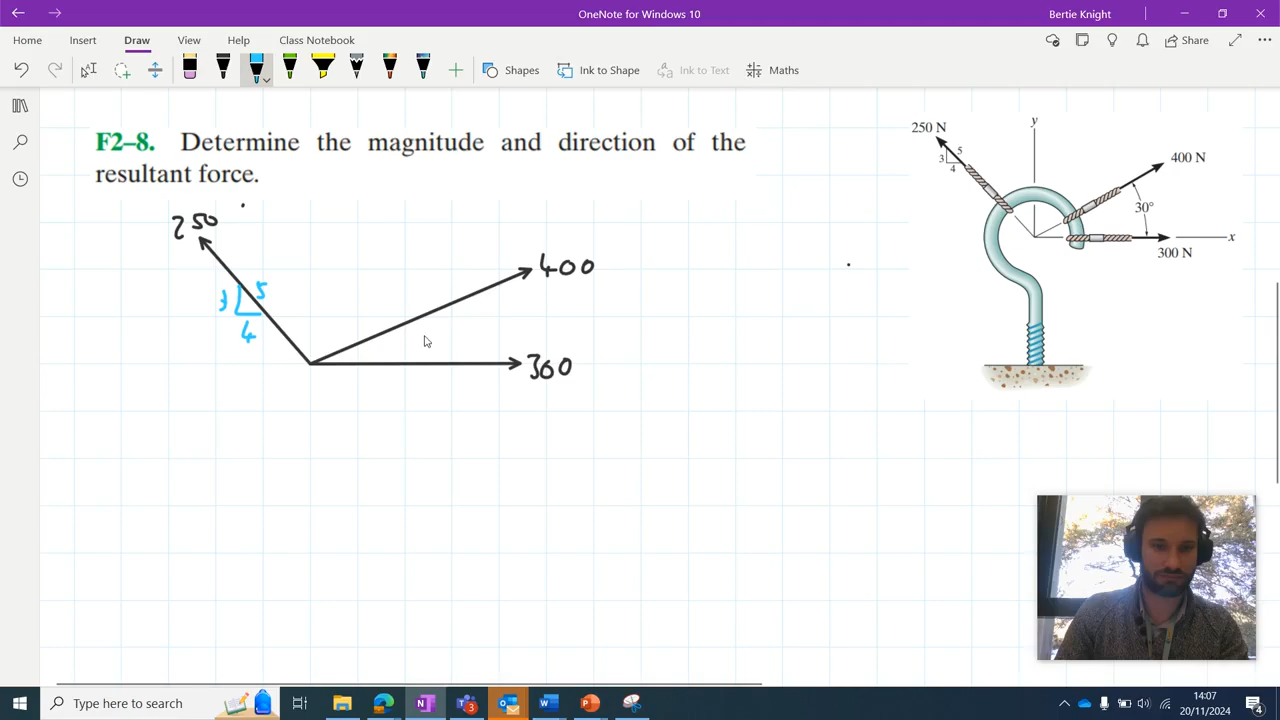 OneNote for Windows 10
Bertie Knight
Home Insert Draw View Help Class Notebook
Share
Shapes
Ink to Shape
Ink to Text
Maths
F2–8. Determine the magnitude and direction of the
resultant force.
250
3 5
4
400
300
y
250 N
5
3
4
400 N
30°
x
300 N
Type here to search
14:07
20/11/2024
4